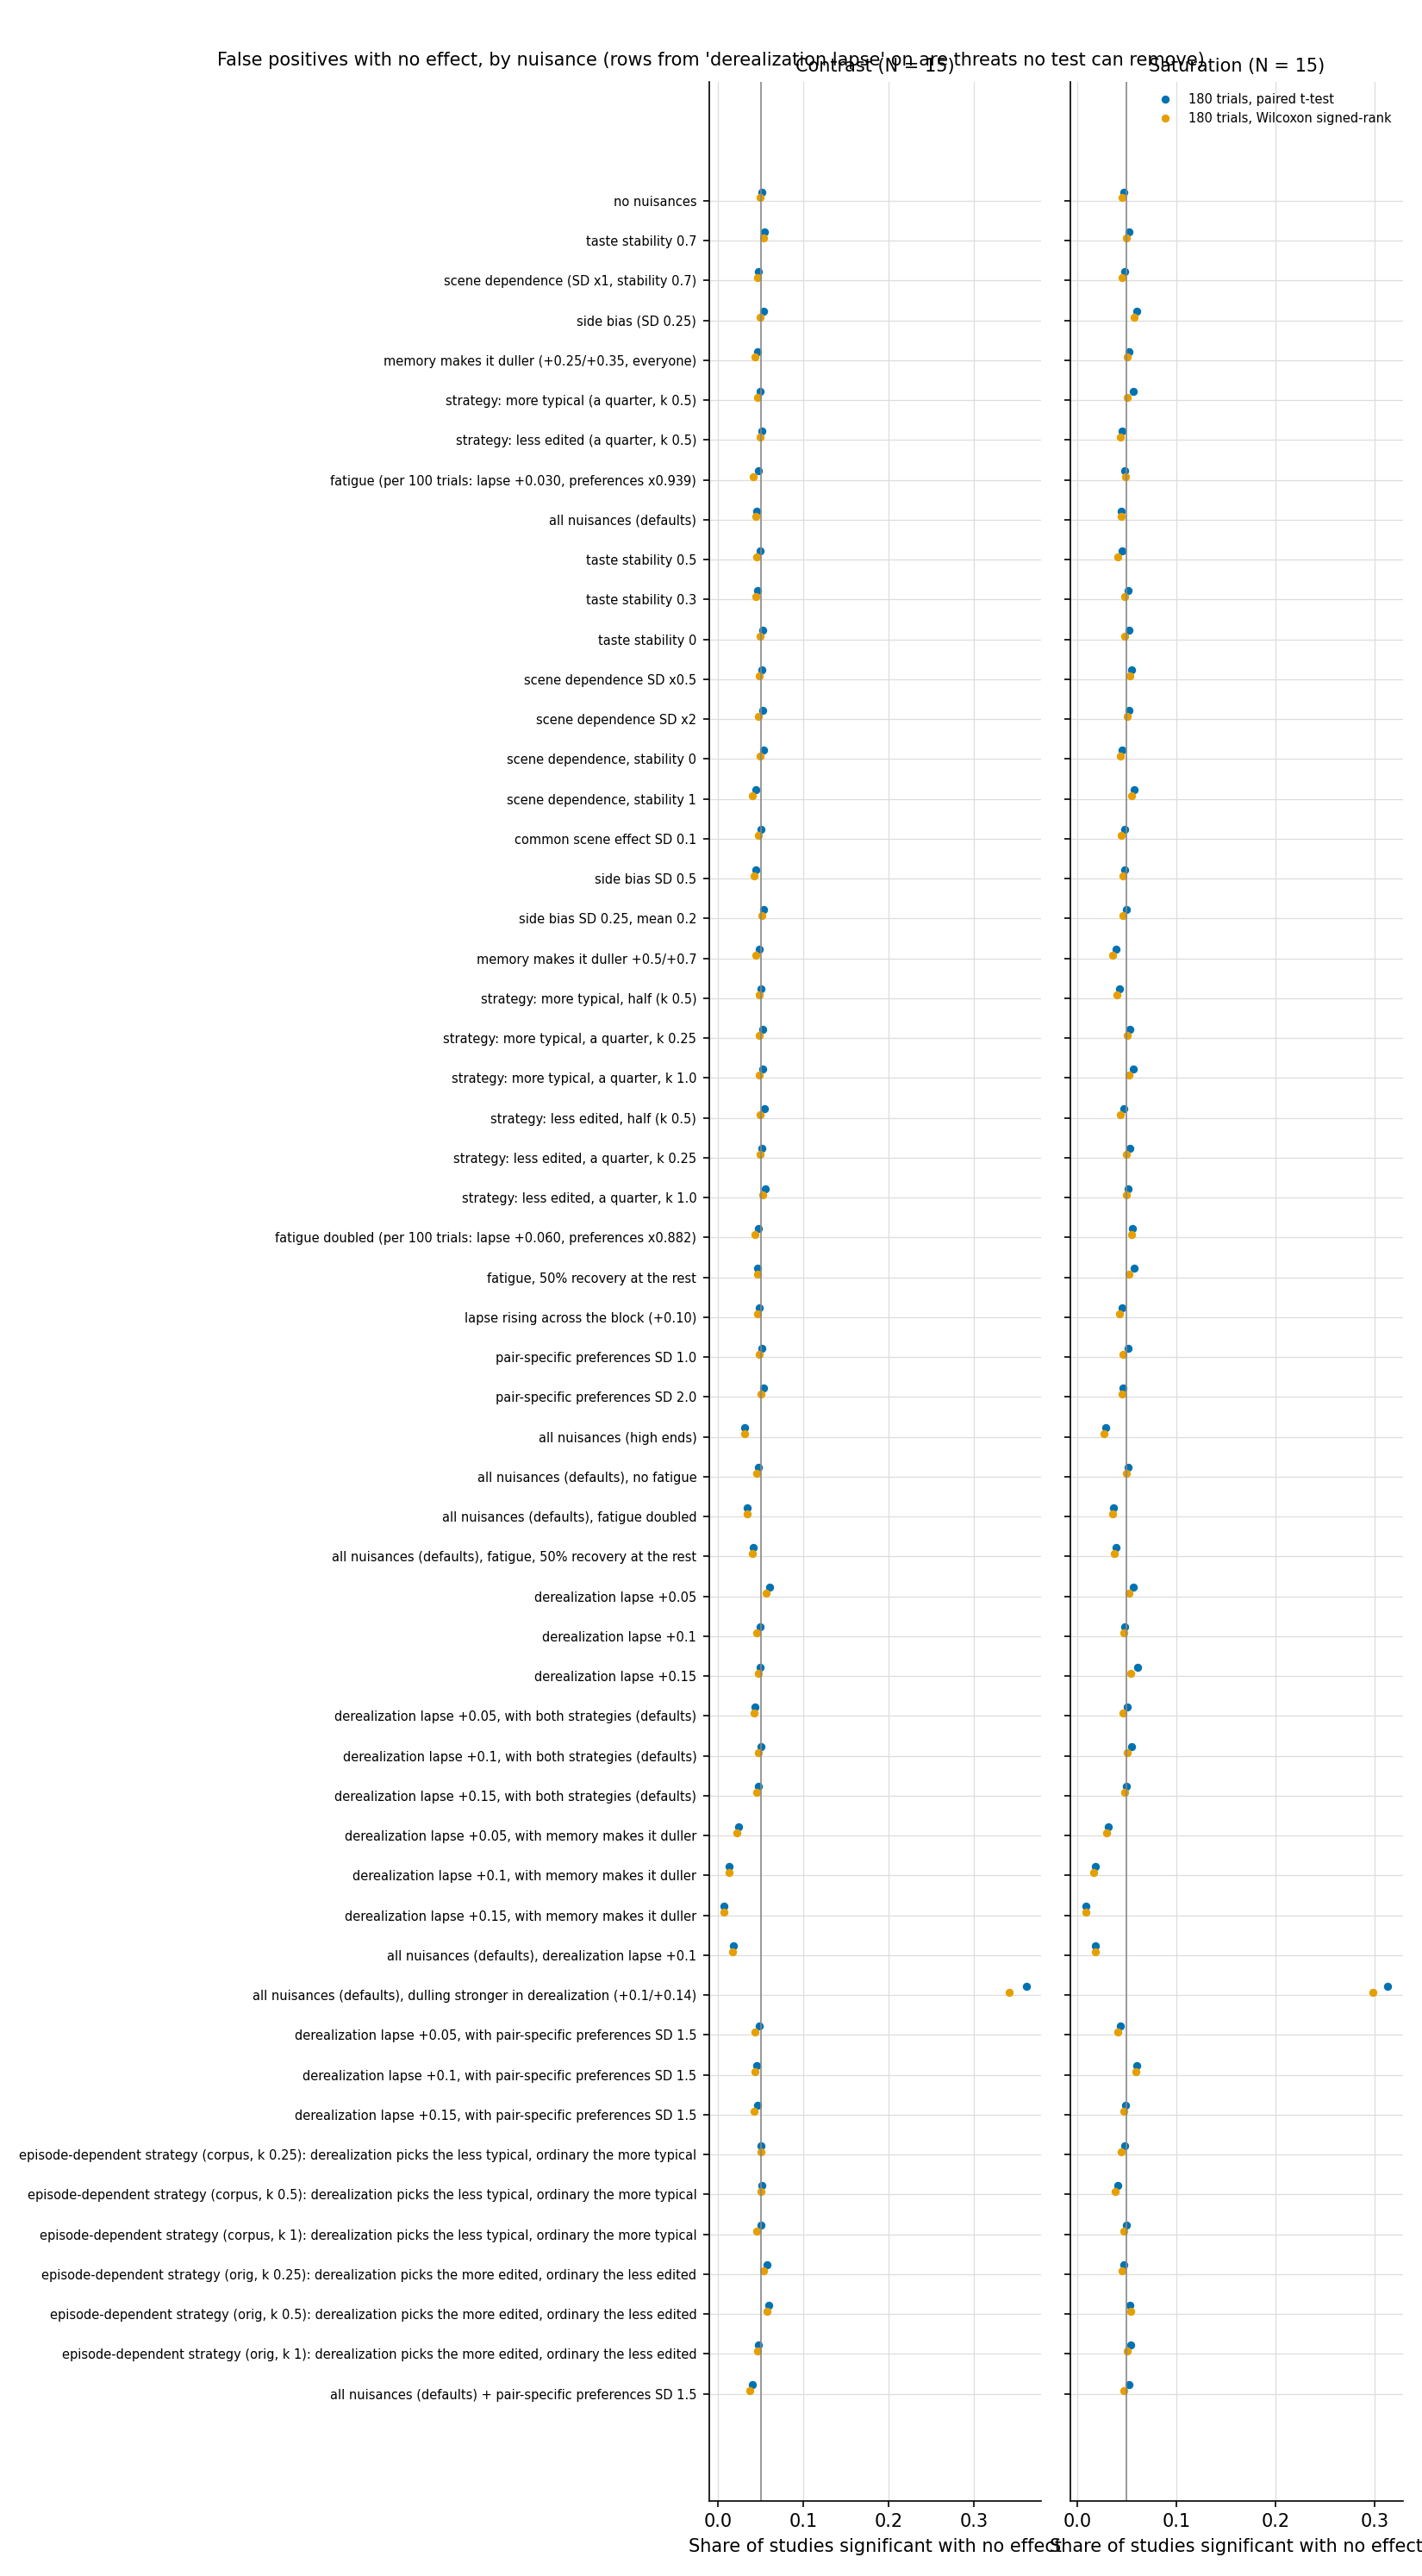 False positives with no effect, by nuisance (rows from 'derealization lapse' on are threats no test can remove)
Contrast (N = 15)
Saturation (N = 15)
180 trials, paired t-test
180 trials, Wilcoxon signed-rank
no nuisances
taste stability 0.7
scene dependence (SD x1, stability 0.7)
side bias (SD 0.25)
memory makes it duller (+0.25/+0.35, everyone)
strategy: more typical (a quarter, k 0.5)
strategy: less edited (a quarter, k 0.5)
fatigue (per 100 trials: lapse +0.030, preferences x0.939)
all nuisances (defaults)
taste stability 0.5
taste stability 0.3
taste stability 0
scene dependence SD x0.5
scene dependence SD x2
scene dependence, stability 0
scene dependence, stability 1
common scene effect SD 0.1
side bias SD 0.5
side bias SD 0.25, mean 0.2
memory makes it duller +0.5/+0.7
strategy: more typical, half (k 0.5)
strategy: more typical, a quarter, k 0.25
strategy: more typical, a quarter, k 1.0
strategy: less edited, half (k 0.5)
strategy: less edited, a quarter, k 0.25
strategy: less edited, a quarter, k 1.0
fatigue doubled (per 100 trials: lapse +0.060, preferences x0.882)
fatigue, 50% recovery at the rest
lapse rising across the block (+0.10)
pair-specific preferences SD 1.0
pair-specific preferences SD 2.0
all nuisances (high ends)
all nuisances (defaults), no fatigue
all nuisances (defaults), fatigue doubled
all nuisances (defaults), fatigue, 50% recovery at the rest
derealization lapse +0.05
derealization lapse +0.1
derealization lapse +0.15
derealization lapse +0.05, with both strategies (defaults)
derealization lapse +0.1, with both strategies (defaults)
derealization lapse +0.15, with both strategies (defaults)
derealization lapse +0.05, with memory makes it duller
derealization lapse +0.1, with memory makes it duller
derealization lapse +0.15, with memory makes it duller
all nuisances (defaults), derealization lapse +0.1
all nuisances (defaults), dulling stronger in derealization (+0.1/+0.14)
derealization lapse +0.05, with pair-specific preferences SD 1.5
derealization lapse +0.1, with pair-specific preferences SD 1.5
derealization lapse +0.15, with pair-specific preferences SD 1.5
episode-dependent strategy (corpus, k 0.25): derealization picks the less typical, ordinary the more typical
episode-dependent strategy (corpus, k 0.5): derealization picks the less typical, ordinary the more typical
episode-dependent strategy (corpus, k 1): derealization picks the less typical, ordinary the more typical
episode-dependent strategy (orig, k 0.25): derealization picks the more edited, ordinary the less edited
episode-dependent strategy (orig, k 0.5): derealization picks the more edited, ordinary the less edited
episode-dependent strategy (orig, k 1): derealization picks the more edited, ordinary the less edited
all nuisances (defaults) + pair-specific preferences SD 1.5
0.0 0.1 0.2 0.3
0.0 0.1 0.2 0.3
Share of studies significant with no effect
Share of studies significant with no effect